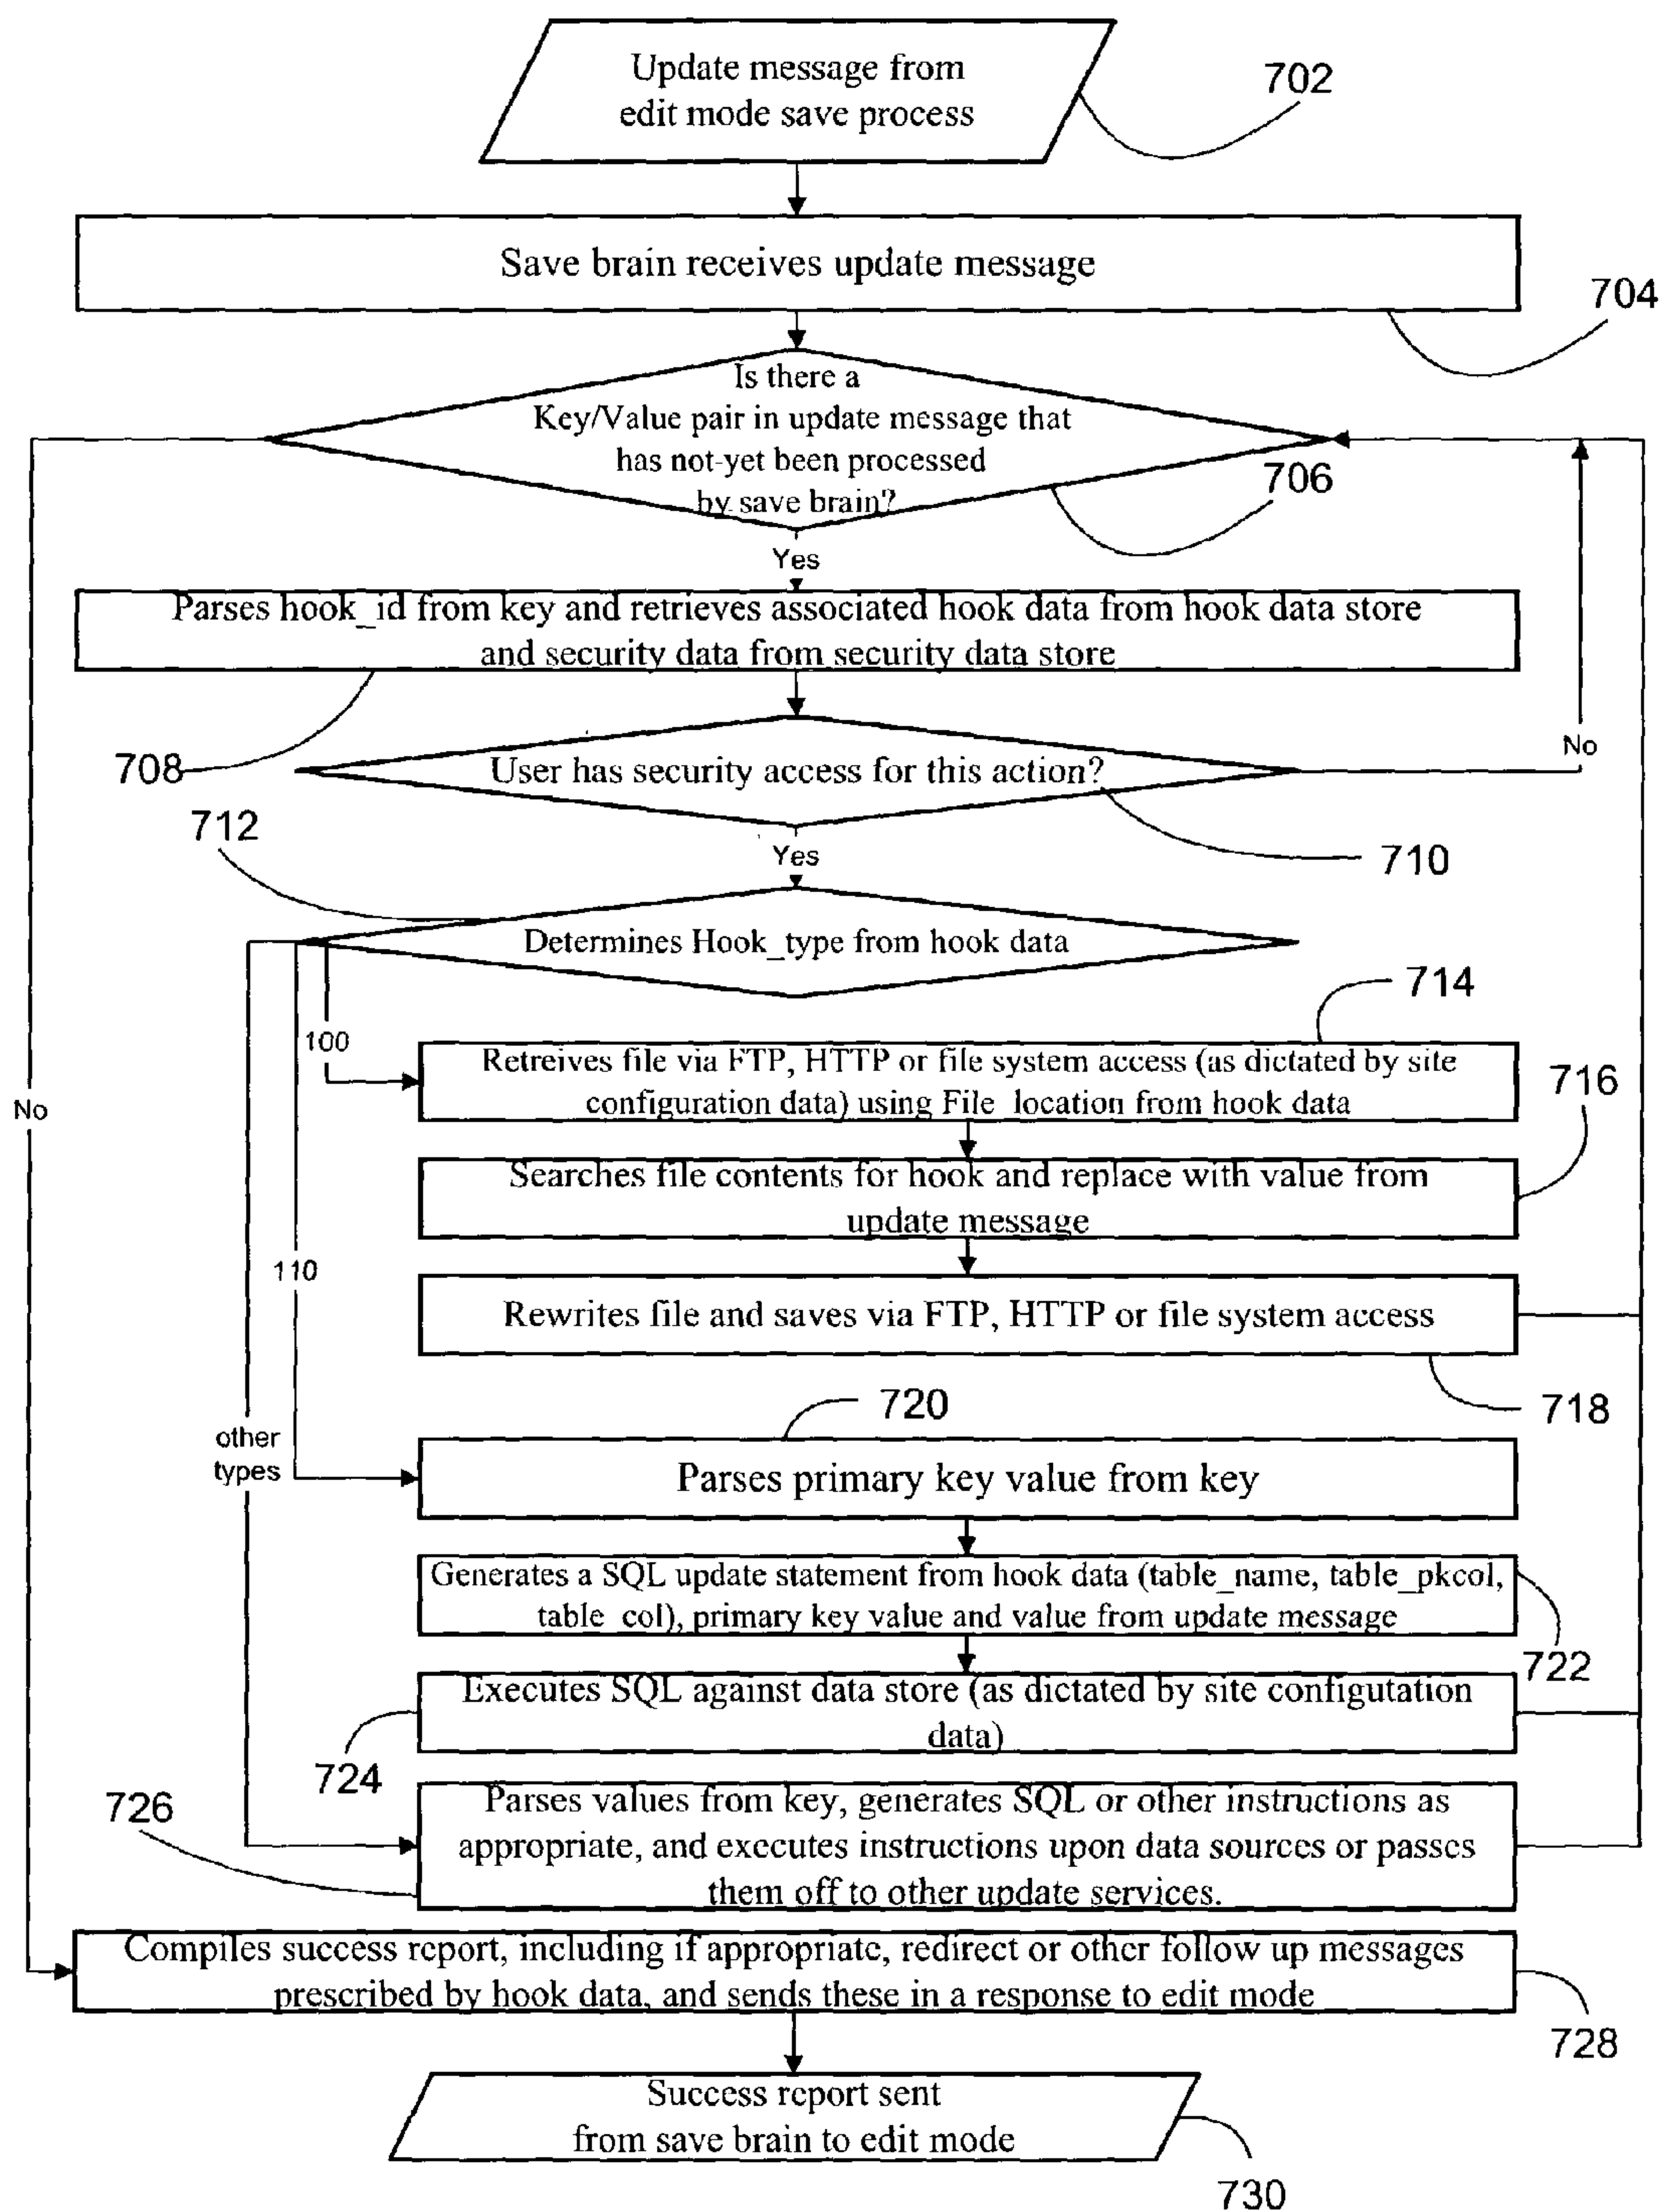 Update message from
edit mode save process
702
Save brain receives update message
704
Is there a
Key/Value pair in update message that
has not-yet been processed
by save brain?
706
Yes
Parses hook_id from key and retrieves associated hook data from hook data store
and security data from security data store
708
User has security access for this action?
No
710
712
Yes
Determines Hook_type from hook data
714
100
Retreives file via FTP, HTTP or file system access (as dictated by site
configuration data) using File_location from hook data
716
No
Searches file contents for hook and replace with value from
update message
110
Rewrites file and saves via FTP, HTTP or file system access
718
720
other
types
Parses primary key value from key
Generates a SQL update statement from hook data (table_name, table_pkcol,
table_col), primary key value and value from update message
722
Executes SQL against data store (as dictated by site configutation
data)
724
726
Parses values from key, generates SQL or other instructions as
appropriate, and executes instructions upon data sources or passes
them off to other update services.
Compiles success report, including if appropriate, redirect or other follow up messages
prescribed by hook data, and sends these in a response to edit mode
728
Success report sent
from save brain to edit mode
730